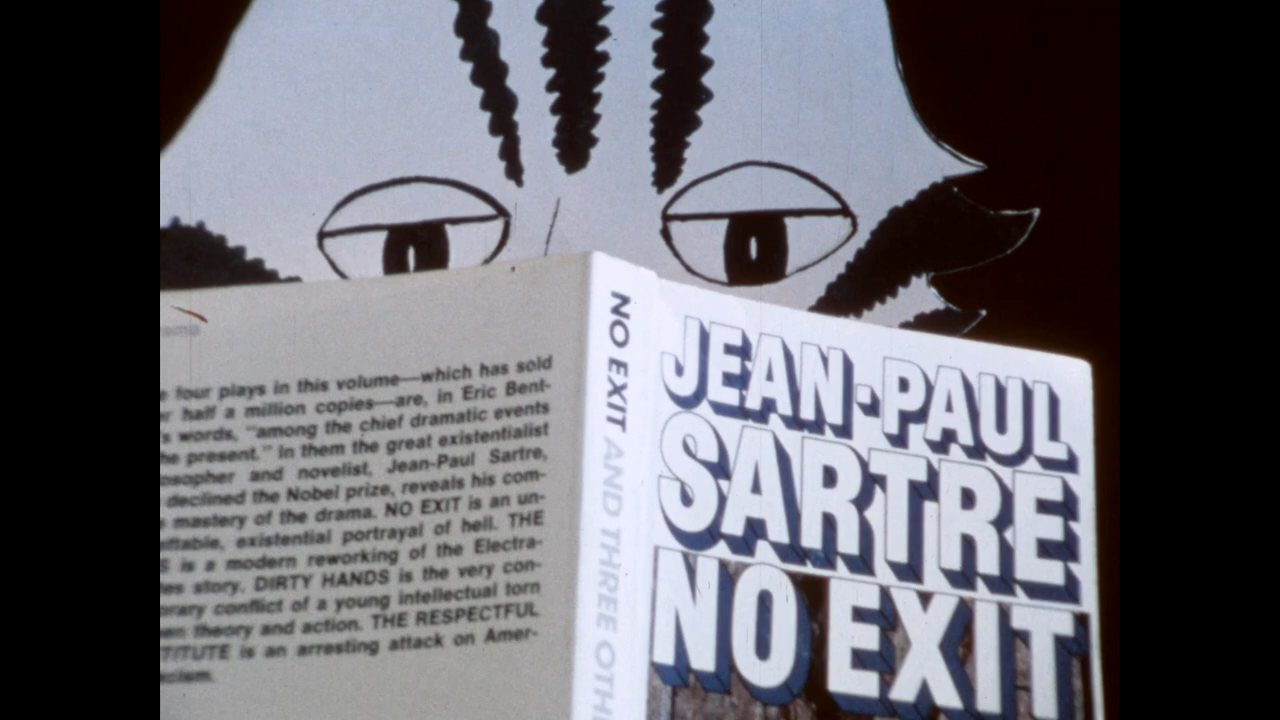 four plays in this volume—which has sold
half a million copies—are, in Eric Bent-
words, "among the chief dramatic events
the present." In them the great existentialist
osopher and novelist, Jean-Paul Sartre,
declined the Nobel prize, reveals his com-
mastery of the drama. NO EXIT is an un-
ettable, existential portrayal of hell. THE
S is a modern reworking of the Electra-
es story. DIRTY HANDS is the very con-
orary conflict of a young intellectual torn
en theory and action. THE RESPECTFUL
TITUTE is an arresting attack on Amer-
acism.
NO EXIT AND THREE OTH
JEAN-PAUL
SARTRE
NO EXIT